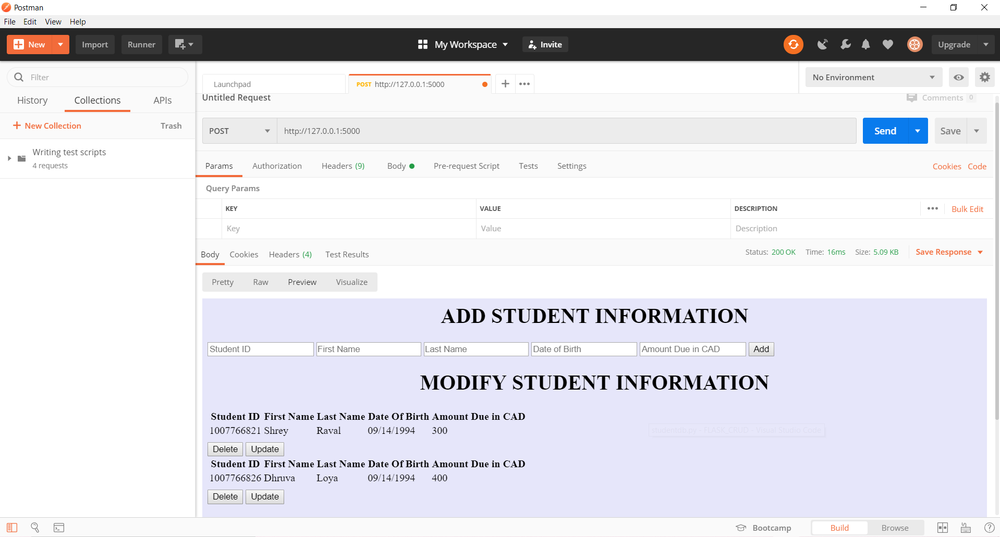 Postman
File Edit View Help
New Import Runner My Workspace Invite Upgrade
Filter
History Collections APIs
New Collection Trash
Writing test scripts
4 requests
Launchpad POST http://127.0.0.1:5000 No Environment
Untitled Request Comments 0
POST http://127.0.0.1:5000 Send Save
Params Authorization Headers (9) Body Pre-request Script Tests Settings Cookies Code
Query Params
KEY VALUE DESCRIPTION Bulk Edit
Key Value Description
Body Cookies Headers (4) Test Results Status: 200 OK Time: 16ms Size: 5.09 KB Save Response
Pretty Raw Preview Visualize
ADD STUDENT INFORMATION
Student ID First Name Last Name Date of Birth Amount Due in CAD Add
MODIFY STUDENT INFORMATION
Student ID First Name Last Name Date Of Birth Amount Due in CAD
1007766821 Shrey Raval 09/14/1994 300
studentdb.py - FLASK_CRUD - Visual Studio Code
Delete Update
Student ID First Name Last Name Date Of Birth Amount Due in CAD
1007766826 Dhruva Loya 09/14/1994 400
Delete Update
Bootcamp Build Browse